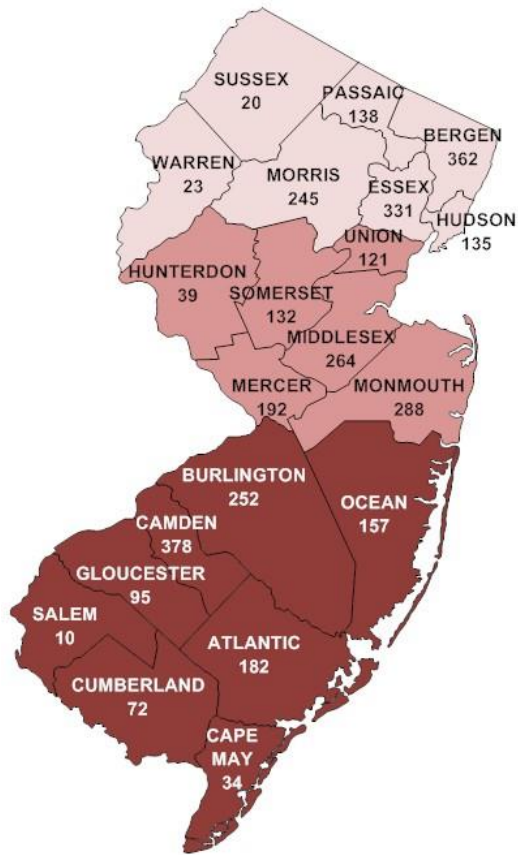 SUSSEX
20
PASSAIC
138
BERGEN
362
WARREN
23
MORRIS
245
ESSEX
331
HUDSON
135
UNION
121
HUNTERDON
39
SOMERSET
132
MIDDLESEX
264
MERCER
192
MONMOUTH
288
BURLINGTON
252
OCEAN
157
CAMDEN
378
GLOUCESTER
95
SALEM
10
ATLANTIC
182
CUMBERLAND
72
CAPE
MAY
34